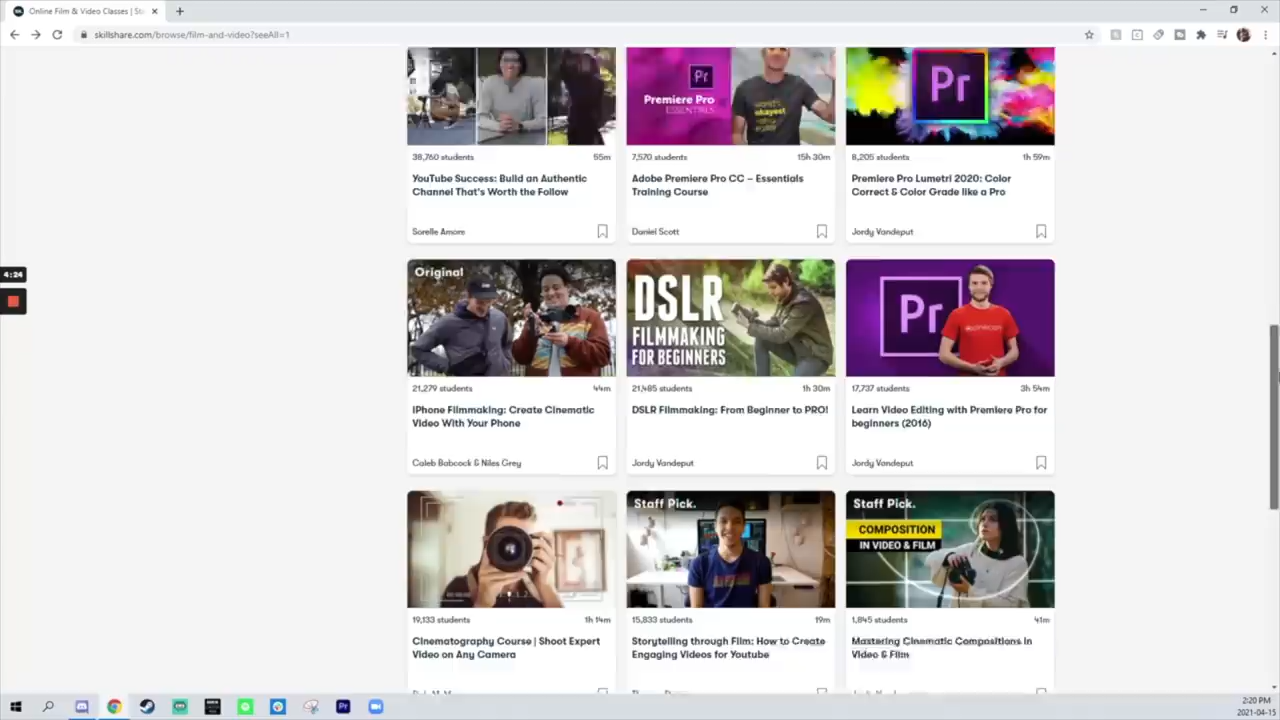 Online Film & Video Classes | Sk
skillshare.com/browse/film-and-video?seeAll=1
Pr
Premiere Pro
ESSENTIALS
Pr
38,760 students
55m
7,570 students
15h 30m
8,205 students
1h 59m
YouTube Success: Build an Authentic
Channel That's Worth the Follow
Adobe Premiere Pro CC – Essentials
Training Course
Premiere Pro Lumetri 2020: Color
Correct & Color Grade like a Pro
Sorelle Amore
Daniel Scott
Jordy Vandeput
4:24
Original
DSLR
FILMMAKING
FOR BEGINNERS
Pr
21,279 students
44m
21,485 students
1h 30m
17,737 students
3h 54m
iPhone Filmmaking: Create Cinematic
Video With Your Phone
DSLR Filmmaking: From Beginner to PRO!
Learn Video Editing with Premiere Pro for
beginners (2016)
Caleb Babcock & Niles Grey
Jordy Vandeput
Jordy Vandeput
Staff Pick.
Staff Pick.
COMPOSITION
IN VIDEO & FILM
19,133 students
1h 14m
15,833 students
19m
1,845 students
41m
Cinematography Course | Shoot Expert
Video on Any Camera
Storytelling through Film: How to Create
Engaging Videos for Youtube
Mastering Cinematic Compositions in
Video & Film
Pr
2:20 PM
2021-04-15